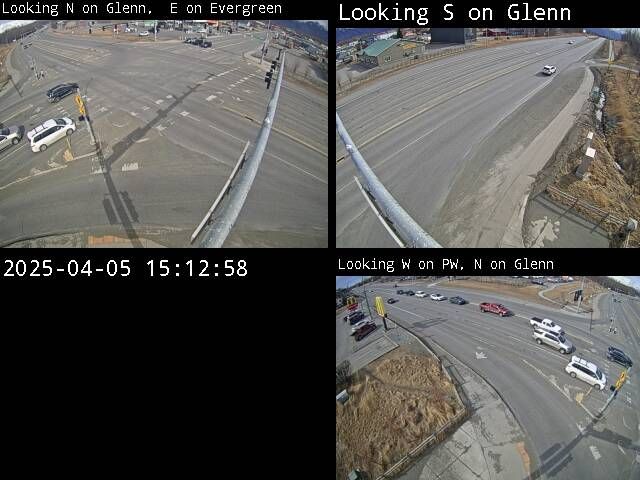 Looking N on Glenn,  E on Evergreen
Looking S on Glenn
2025-04-05 15:12:58
Looking W on PW, N on Glenn